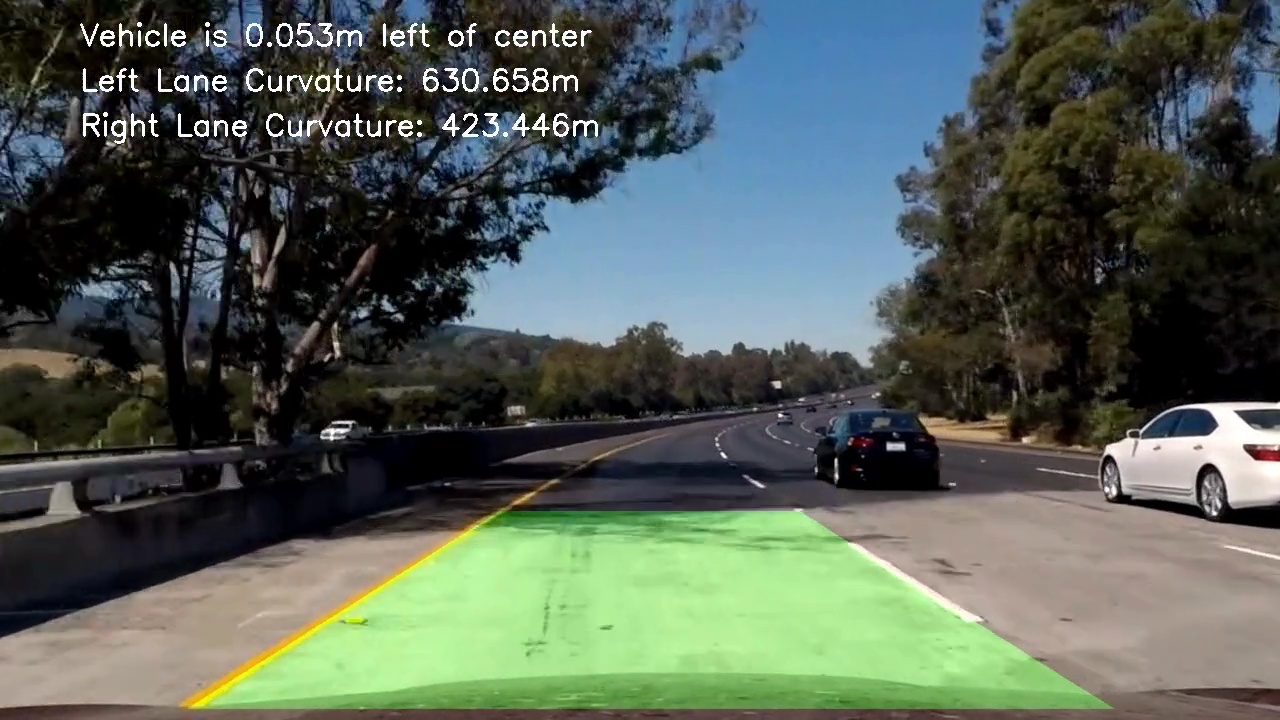 Vehicle is 0.053m left of center
Left Lane Curvature: 630.658m
Right Lane Curvature: 423.446m